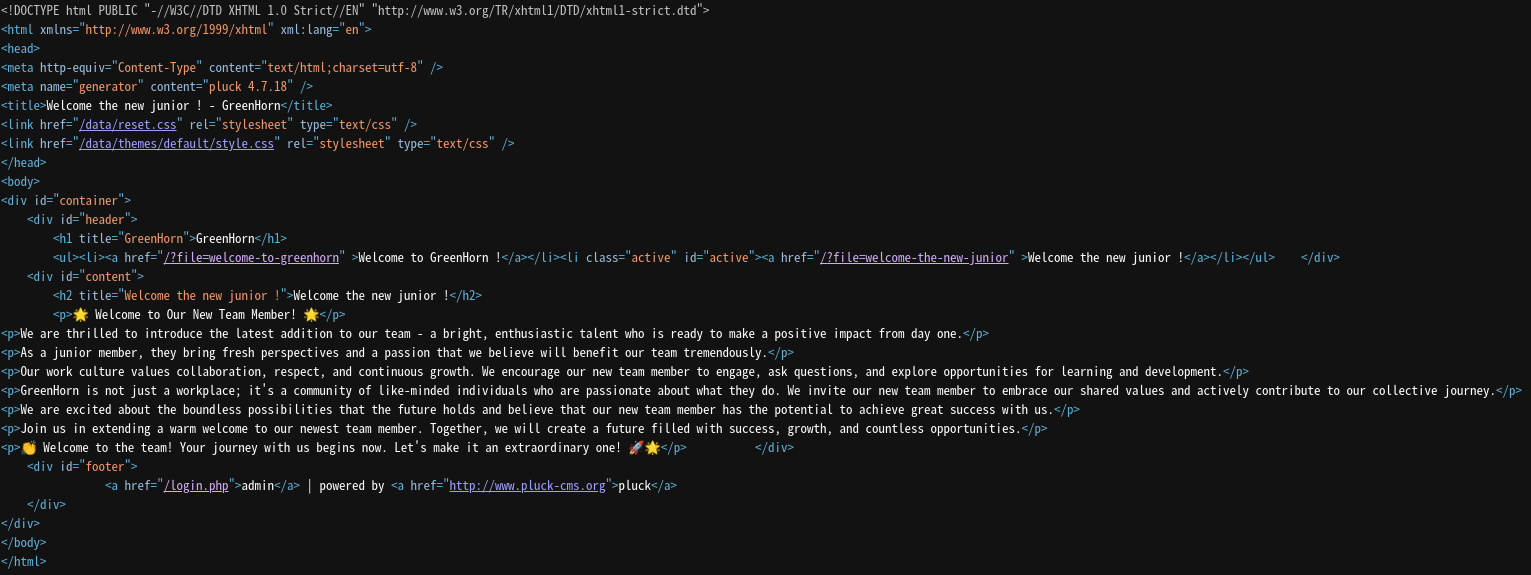 <!DOCTYPE html PUBLIC "-//W3C//DTD XHTML 1.0 Strict//EN" "http://www.w3.org/TR/xhtml1/DTD/xhtml1-strict.dtd">
<html xmlns="http://www.w3.org/1999/xhtml" xml:lang="en">
<head>
<meta http-equiv="Content-Type" content="text/html;charset=utf-8" />
<meta name="generator" content="pluck 4.7.18" />
<title>Welcome the new junior ! - GreenHorn</title>
<link href="/data/reset.css" rel="stylesheet" type="text/css" />
<link href="/data/themes/default/style.css" rel="stylesheet" type="text/css" />
</head>
<body>
<div id="container">
    <div id="header">
        <h1 title="GreenHorn">GreenHorn</h1>
        <ul><li><a href="/?file=welcome-to-greenhorn" >Welcome to GreenHorn !</a></li><li class="active" id="active"><a href="/?file=welcome-the-new-junior" >Welcome the new junior !</a></li></ul>    </div>
    <div id="content">
        <h2 title="Welcome the new junior !">Welcome the new junior !</h2>
        <p>🌟 Welcome to Our New Team Member! 🌟</p>
<p>We are thrilled to introduce the latest addition to our team - a bright, enthusiastic talent who is ready to make a positive impact from day one.</p>
<p>As a junior member, they bring fresh perspectives and a passion that we believe will benefit our team tremendously.</p>
<p>Our work culture values collaboration, respect, and continuous growth. We encourage our new team member to engage, ask questions, and explore opportunities for learning and development.</p>
<p>GreenHorn is not just a workplace; it's a community of like-minded individuals who are passionate about what they do. We invite our new team member to embrace our shared values and actively contribute to our collective journey.</p>
<p>We are excited about the boundless possibilities that the future holds and believe that our new team member has the potential to achieve great success with us.</p>
<p>Join us in extending a warm welcome to our newest team member. Together, we will create a future filled with success, growth, and countless opportunities.</p>
<p>👏 Welcome to the team! Your journey with us begins now. Let's make it an extraordinary one! 🚀🌟</p>          </div>
    <div id="footer">
                <a href="/login.php">admin</a> | powered by <a href="http://www.pluck-cms.org">pluck</a>
    </div>
</div>
</body>
</html>